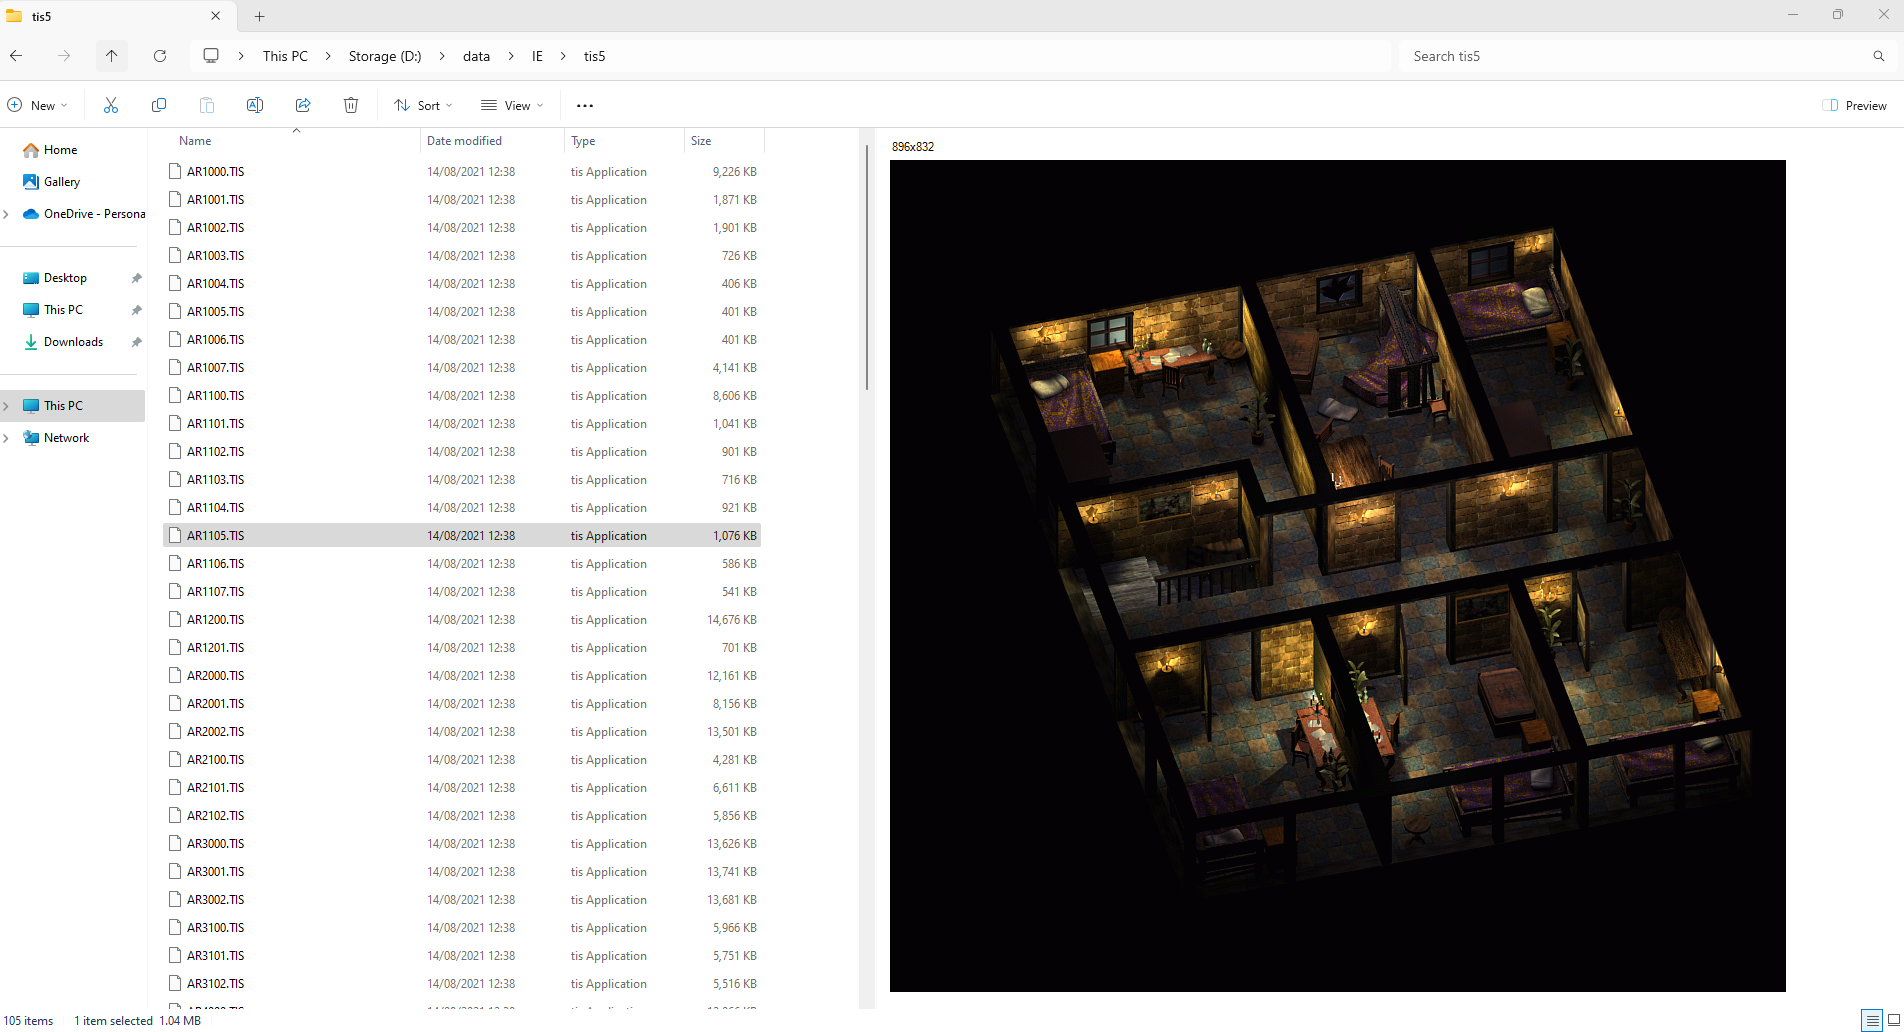 tis5
This PC > Storage (D:) > data > IE > tis5
Search tis5
New
Sort
View
Preview
Home
Gallery
OneDrive - Persona
Desktop
This PC
Downloads
This PC
Network
Name Date modified Type Size
AR1000.TIS 14/08/2021 12:38 tis Application 9,226 KB
AR1001.TIS 14/08/2021 12:38 tis Application 1,871 KB
AR1002.TIS 14/08/2021 12:38 tis Application 1,901 KB
AR1003.TIS 14/08/2021 12:38 tis Application 726 KB
AR1004.TIS 14/08/2021 12:38 tis Application 406 KB
AR1005.TIS 14/08/2021 12:38 tis Application 401 KB
AR1006.TIS 14/08/2021 12:38 tis Application 401 KB
AR1007.TIS 14/08/2021 12:38 tis Application 4,141 KB
AR1100.TIS 14/08/2021 12:38 tis Application 8,606 KB
AR1101.TIS 14/08/2021 12:38 tis Application 1,041 KB
AR1102.TIS 14/08/2021 12:38 tis Application 901 KB
AR1103.TIS 14/08/2021 12:38 tis Application 716 KB
AR1104.TIS 14/08/2021 12:38 tis Application 921 KB
AR1105.TIS 14/08/2021 12:38 tis Application 1,076 KB
AR1106.TIS 14/08/2021 12:38 tis Application 586 KB
AR1107.TIS 14/08/2021 12:38 tis Application 541 KB
AR1200.TIS 14/08/2021 12:38 tis Application 14,676 KB
AR1201.TIS 14/08/2021 12:38 tis Application 701 KB
AR2000.TIS 14/08/2021 12:38 tis Application 12,161 KB
AR2001.TIS 14/08/2021 12:38 tis Application 8,156 KB
AR2002.TIS 14/08/2021 12:38 tis Application 13,501 KB
AR2100.TIS 14/08/2021 12:38 tis Application 4,281 KB
AR2101.TIS 14/08/2021 12:38 tis Application 6,611 KB
AR2102.TIS 14/08/2021 12:38 tis Application 5,856 KB
AR3000.TIS 14/08/2021 12:38 tis Application 13,626 KB
AR3001.TIS 14/08/2021 12:38 tis Application 13,741 KB
AR3002.TIS 14/08/2021 12:38 tis Application 13,681 KB
AR3100.TIS 14/08/2021 12:38 tis Application 5,966 KB
AR3101.TIS 14/08/2021 12:38 tis Application 5,751 KB
AR3102.TIS 14/08/2021 12:38 tis Application 5,516 KB
896x832
105 items 1 item selected 1.04 MB